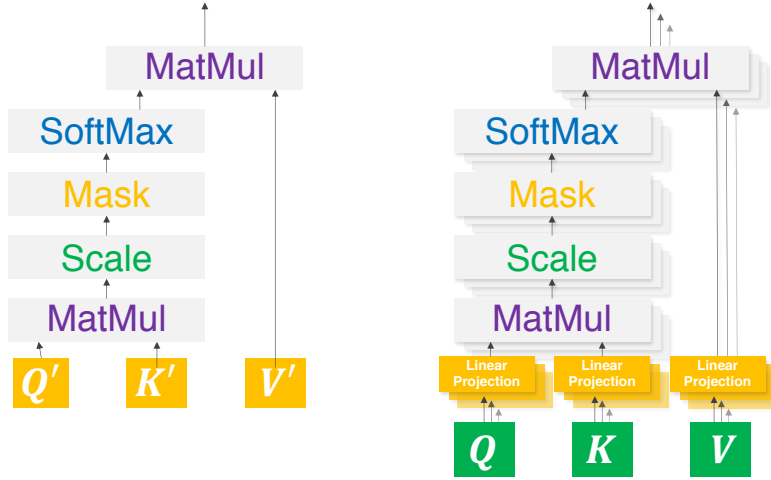 MatMul
SoftMax
Mask
Scale
MatMul
Q′ K′ V′
MatMul
SoftMax
Mask
Scale
MatMul
Linear Projection
Linear Projection
Linear Projection
Q K V